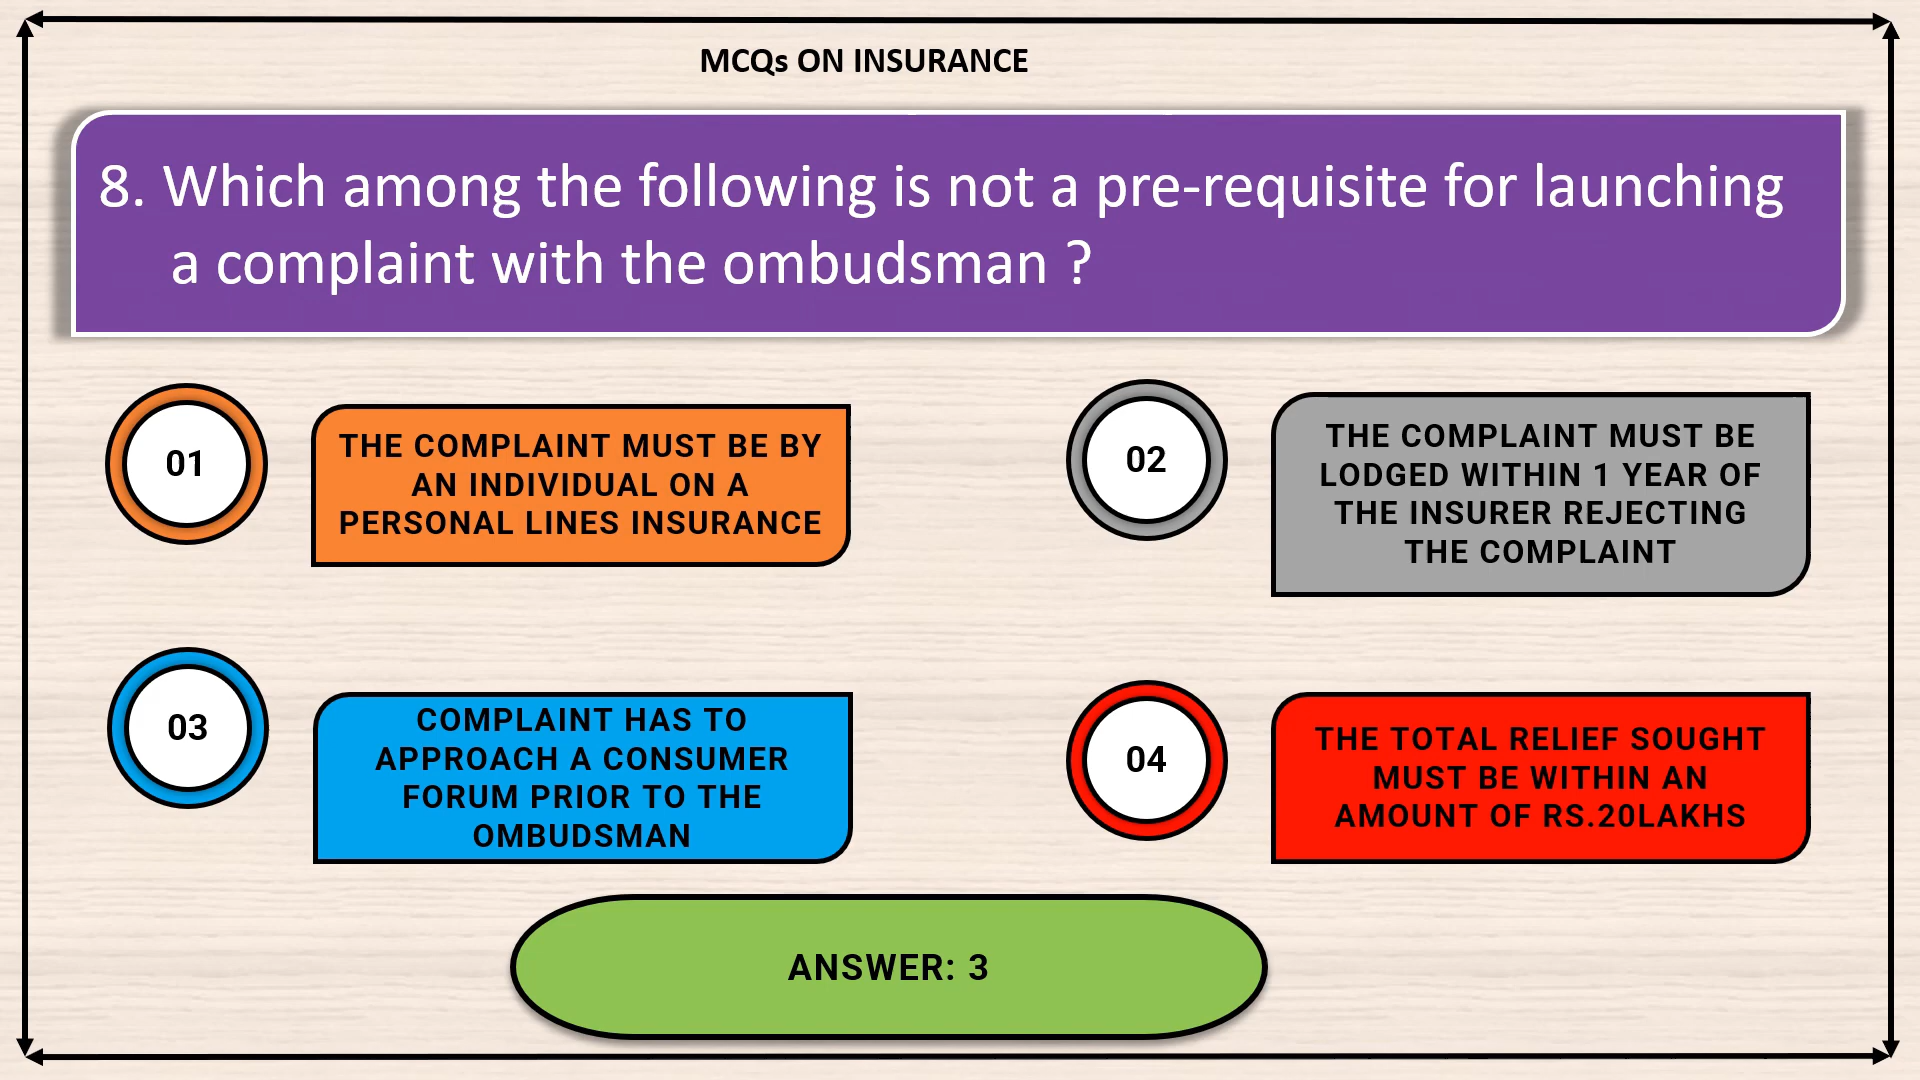 MCQs ON INSURANCE
8. Which among the following is not a pre-requisite for launching
a complaint with the ombudsman ?
01
THE COMPLAINT MUST BE BY
AN INDIVIDUAL ON A
PERSONAL LINES INSURANCE
02
THE COMPLAINT MUST BE
LODGED WITHIN 1 YEAR OF
THE INSURER REJECTING
THE COMPLAINT
03
COMPLAINT HAS TO
APPROACH A CONSUMER
FORUM PRIOR TO THE
OMBUDSMAN
04
THE TOTAL RELIEF SOUGHT
MUST BE WITHIN AN
AMOUNT OF RS.20LAKHS
ANSWER: 3